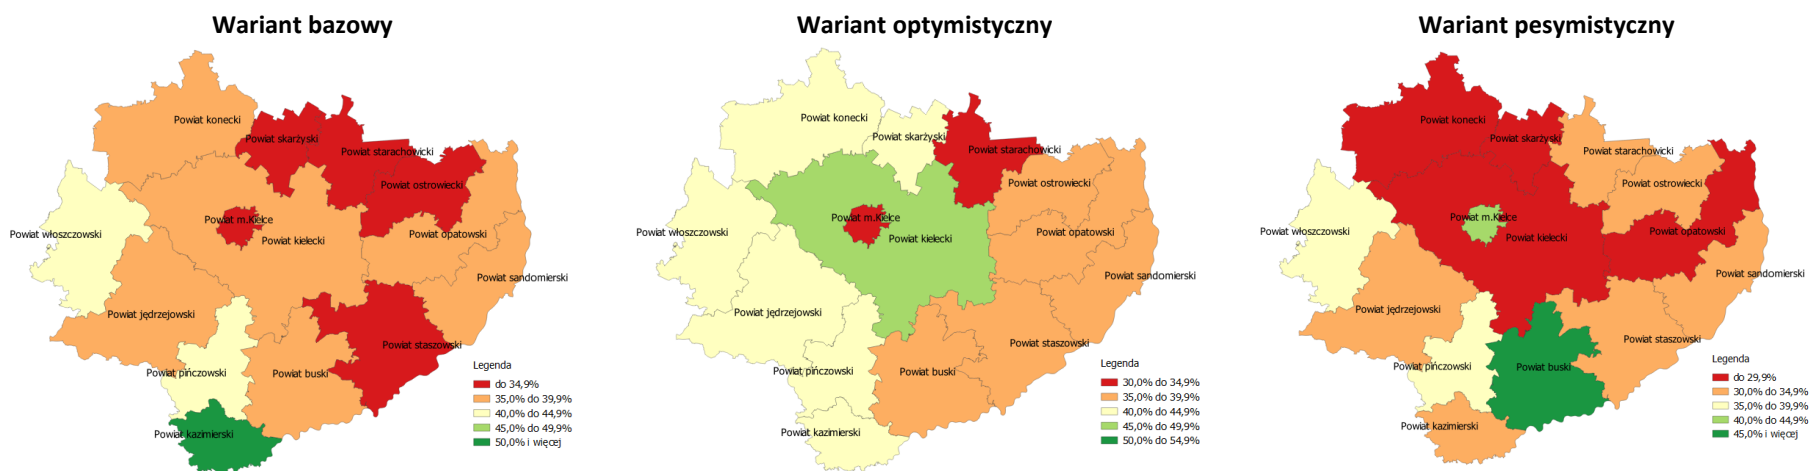 Wariant bazowy
Powiat konecki
Powiat skarżyski
Powiat starachowicki
Powiat ostrowiecki
Powiat m.Kielce
Powiat kielecki
Powiat opatowski
Powiat włoszczowski
Powiat sandomierski
Powiat jędrzejowski
Powiat staszowski
Powiat pińczowski
Powiat buski
Powiat kazimierski
Legenda
do 34,9%
35,0% do 39,9%
40,0% do 44,9%
45,0% do 49,9%
50,0% i więcej
Wariant optymistyczny
Powiat konecki
Powiat skarżyski
Powiat starachowicki
Powiat ostrowiecki
Powiat m.Kielce
Powiat kielecki
Powiat opatowski
Powiat włoszczowski
Powiat sandomierski
Powiat jędrzejowski
Powiat staszowski
Powiat pińczowski
Powiat buski
Powiat kazimierski
Legenda
30,0% do 34,9%
35,0% do 39,9%
40,0% do 44,9%
45,0% do 49,9%
50,0% do 54,9%
Wariant pesymistyczny
Powiat konecki
Powiat skarżyski
Powiat starachowicki
Powiat ostrowiecki
Powiat m.Kielce
Powiat kielecki
Powiat opatowski
Powiat włoszczowski
Powiat sandomierski
Powiat jędrzejowski
Powiat staszowski
Powiat pińczowski
Powiat buski
Powiat kazimierski
Legenda
do 29,9%
30,0% do 34,9%
35,0% do 39,9%
40,0% do 44,9%
45,0% i więcej